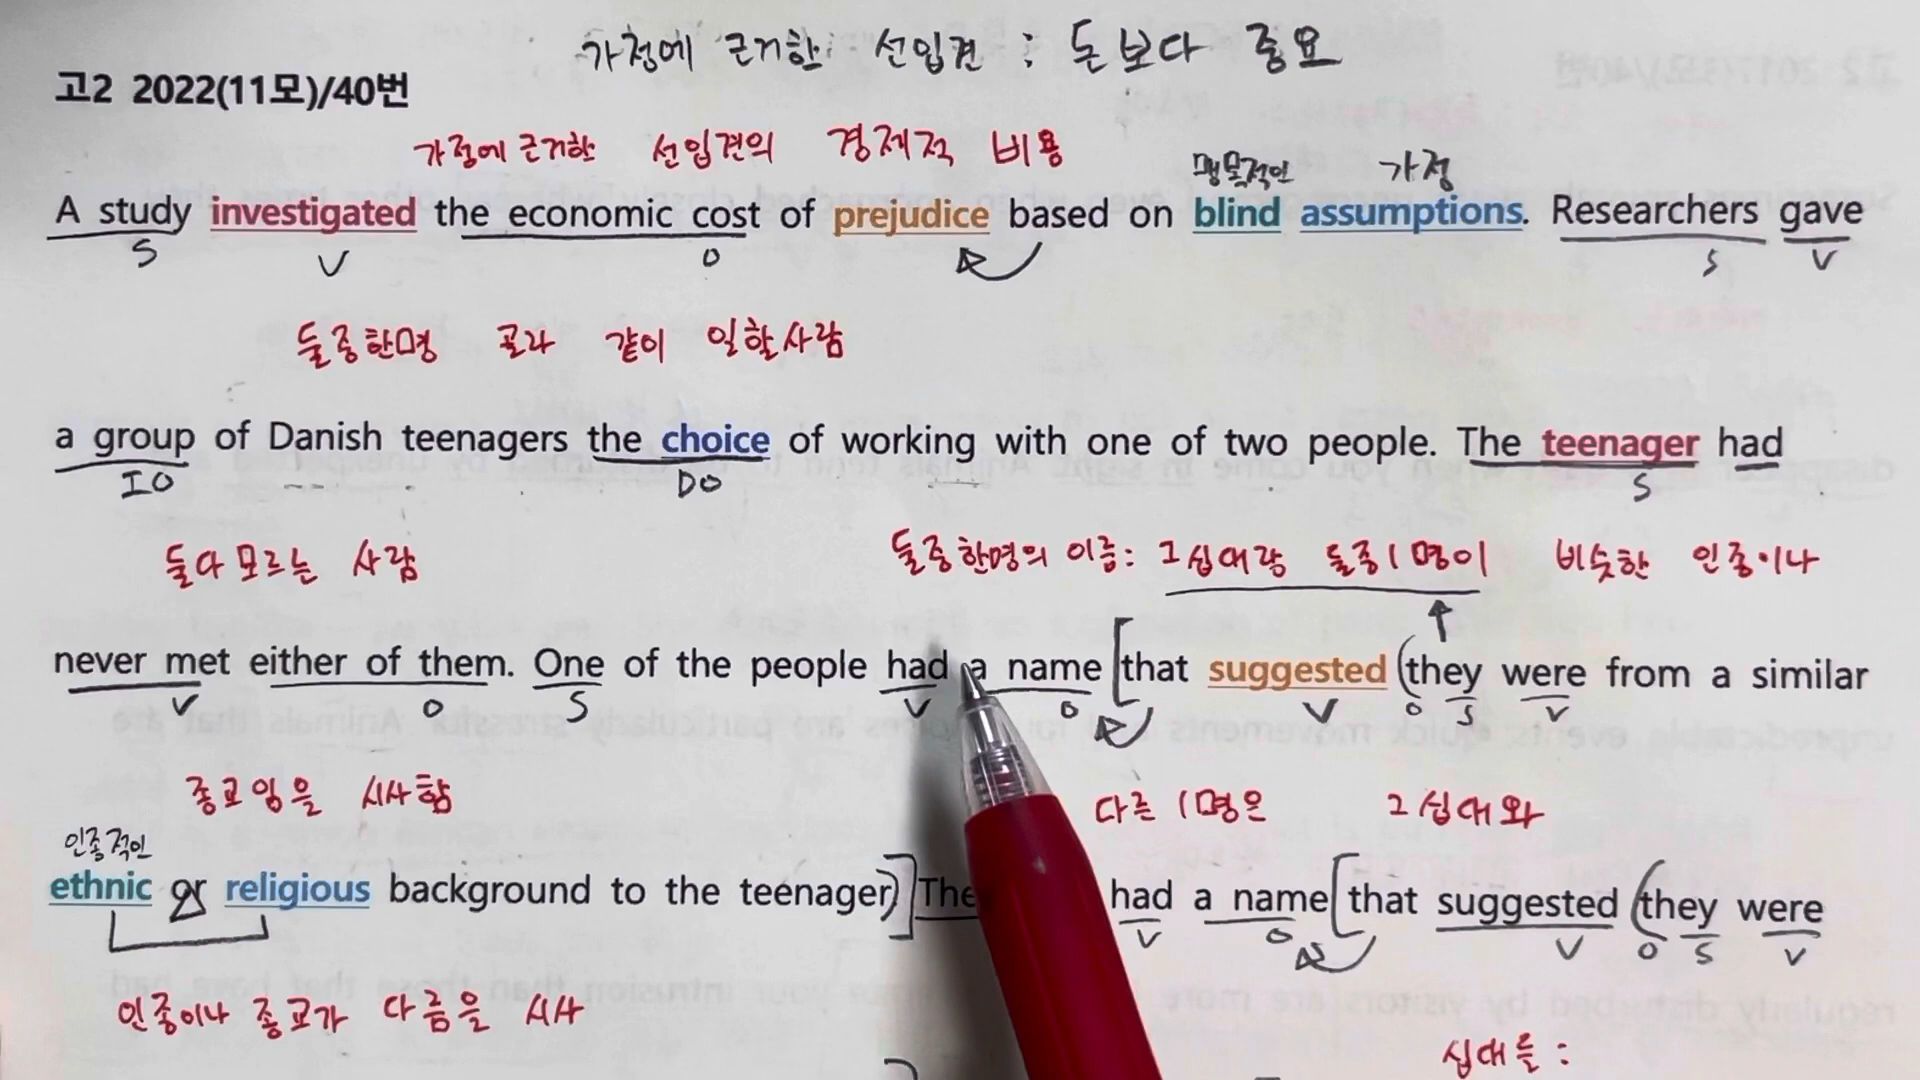 가정에 근거한 선입견 : 돈보다 중요
고2 2022(11모)/40번
가정에 근거한 선입견의 경제적 비용
맹목적인 가정
A study investigated the economic cost of prejudice based on blind assumptions. Researchers gave
S V O S V
둘중한명 골라 같이 일할사람
a group of Danish teenagers the choice of working with one of two people. The teenager had
IO DO S
둘다 모르는 사람 둘중한명의 이름: 그십대랑 둘중1명이 비슷한 인종이나
never met either of them. One of the people had a name [that suggested (they were from a similar
V O S V O V O S V
종교임을 시사함 다른 1명은 그십대와
인종적인
ethnic or religious background to the teenager)] The had a name [that suggested (they were
V O V O S V
인종이나 종교가 다름을 시사
십대들 :